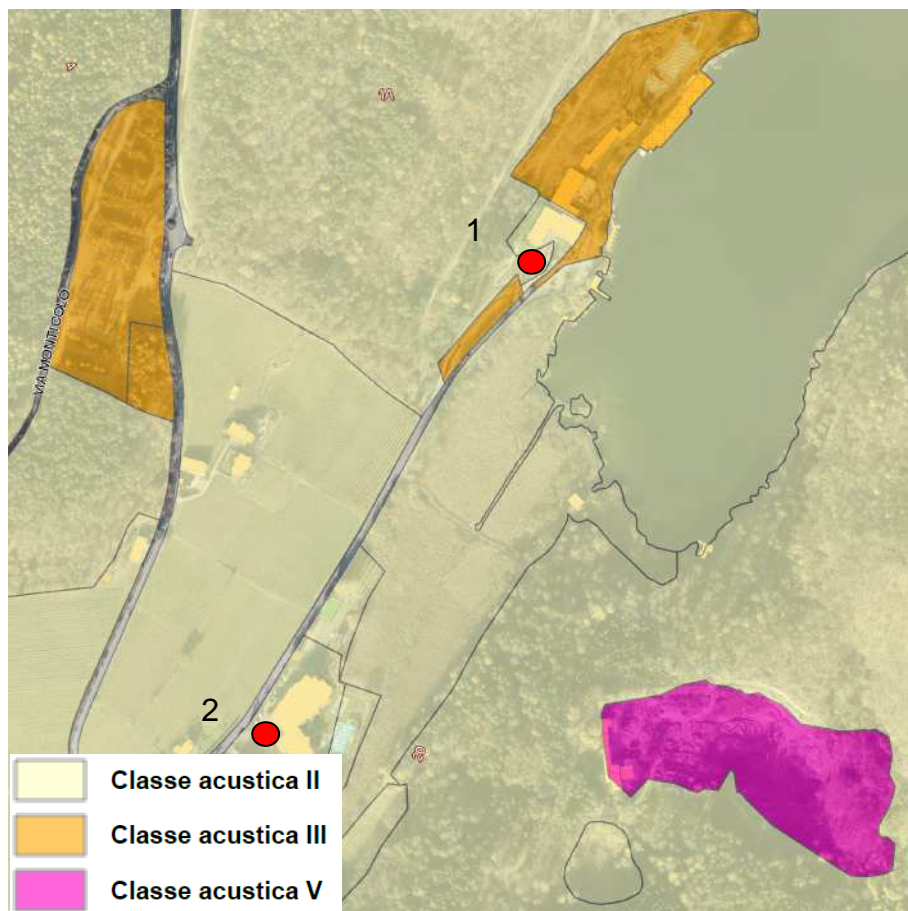 1
VIA MONTICOLO
2
Classe acustica II
Classe acustica III
Classe acustica V